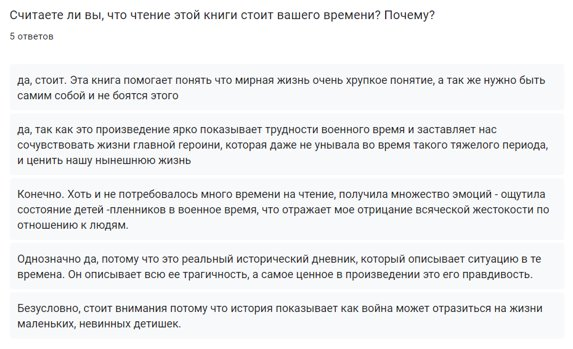 Считаете ли вы, что чтение этой книги стоит вашего времени? Почему?
5 ответов
да, стоит. Эта книга помогает понять что мирная жизнь очень хрупкое понятие, а так же нужно быть
самим собой и не боятся этого
да, так как это произведение ярко показывает трудности военного время и заставляет нас
сочувствовать жизни главной героини, которая даже не унывала во время такого тяжелого периода,
и ценить нашу нынешнюю жизнь
Конечно. Хоть и не потребовалось много времени на чтение, получила множество эмоций - ощутила
состояние детей -пленников в военное время, что отражает мое отрицание всяческой жестокости по
отношению к людям.
Однозначно да, потому что это реальный исторический дневник, который описывает ситуацию в те
времена. Он описывает всю ее трагичность, а самое ценное в произведении это его правдивость.
Безусловно, стоит внимания потому что история показывает как война может отразиться на жизни
маленьких, невинных детишек.